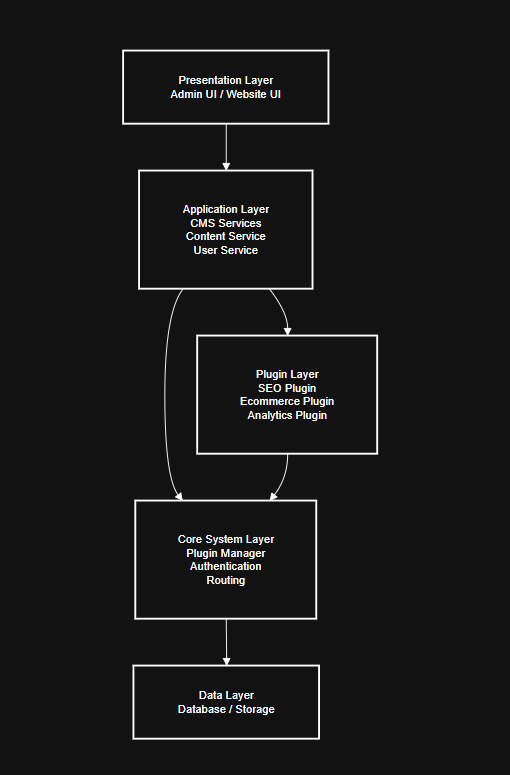 Presentation Layer
Admin UI / Website UI
Application Layer
CMS Services
Content Service
User Service
Plugin Layer
SEO Plugin
Ecommerce Plugin
Analytics Plugin
Core System Layer
Plugin Manager
Authentication
Routing
Data Layer
Database / Storage